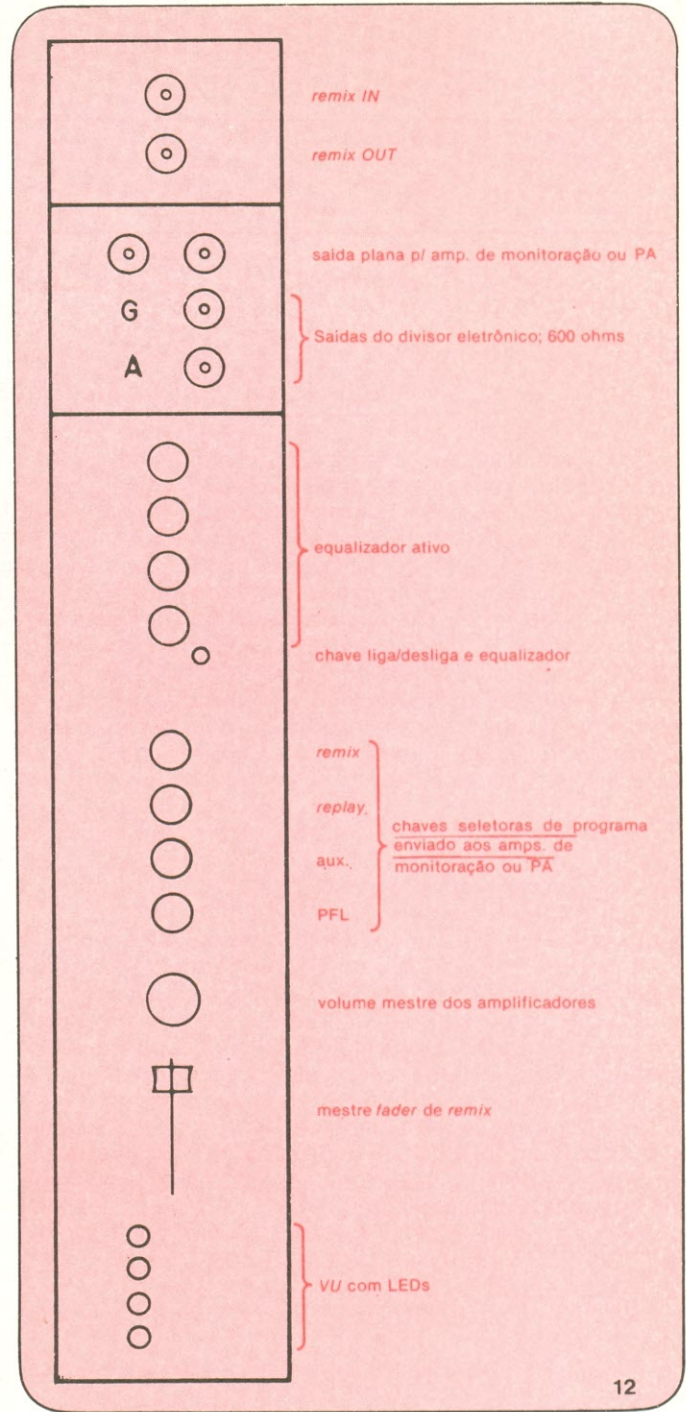 remix IN
remix OUT
saída plana p/ amp. de monitoração ou PA
G
Saídas do divisor eletrônico; 600 ohms
A
equalizador ativo
chave liga/desliga e equalizador
remix
replay
chaves seletoras de programa
enviado aos amps. de
aux.
monitoração ou PA
PFL
volume mestre dos amplificadores
mestre fader de remix
VU com LEDs
12